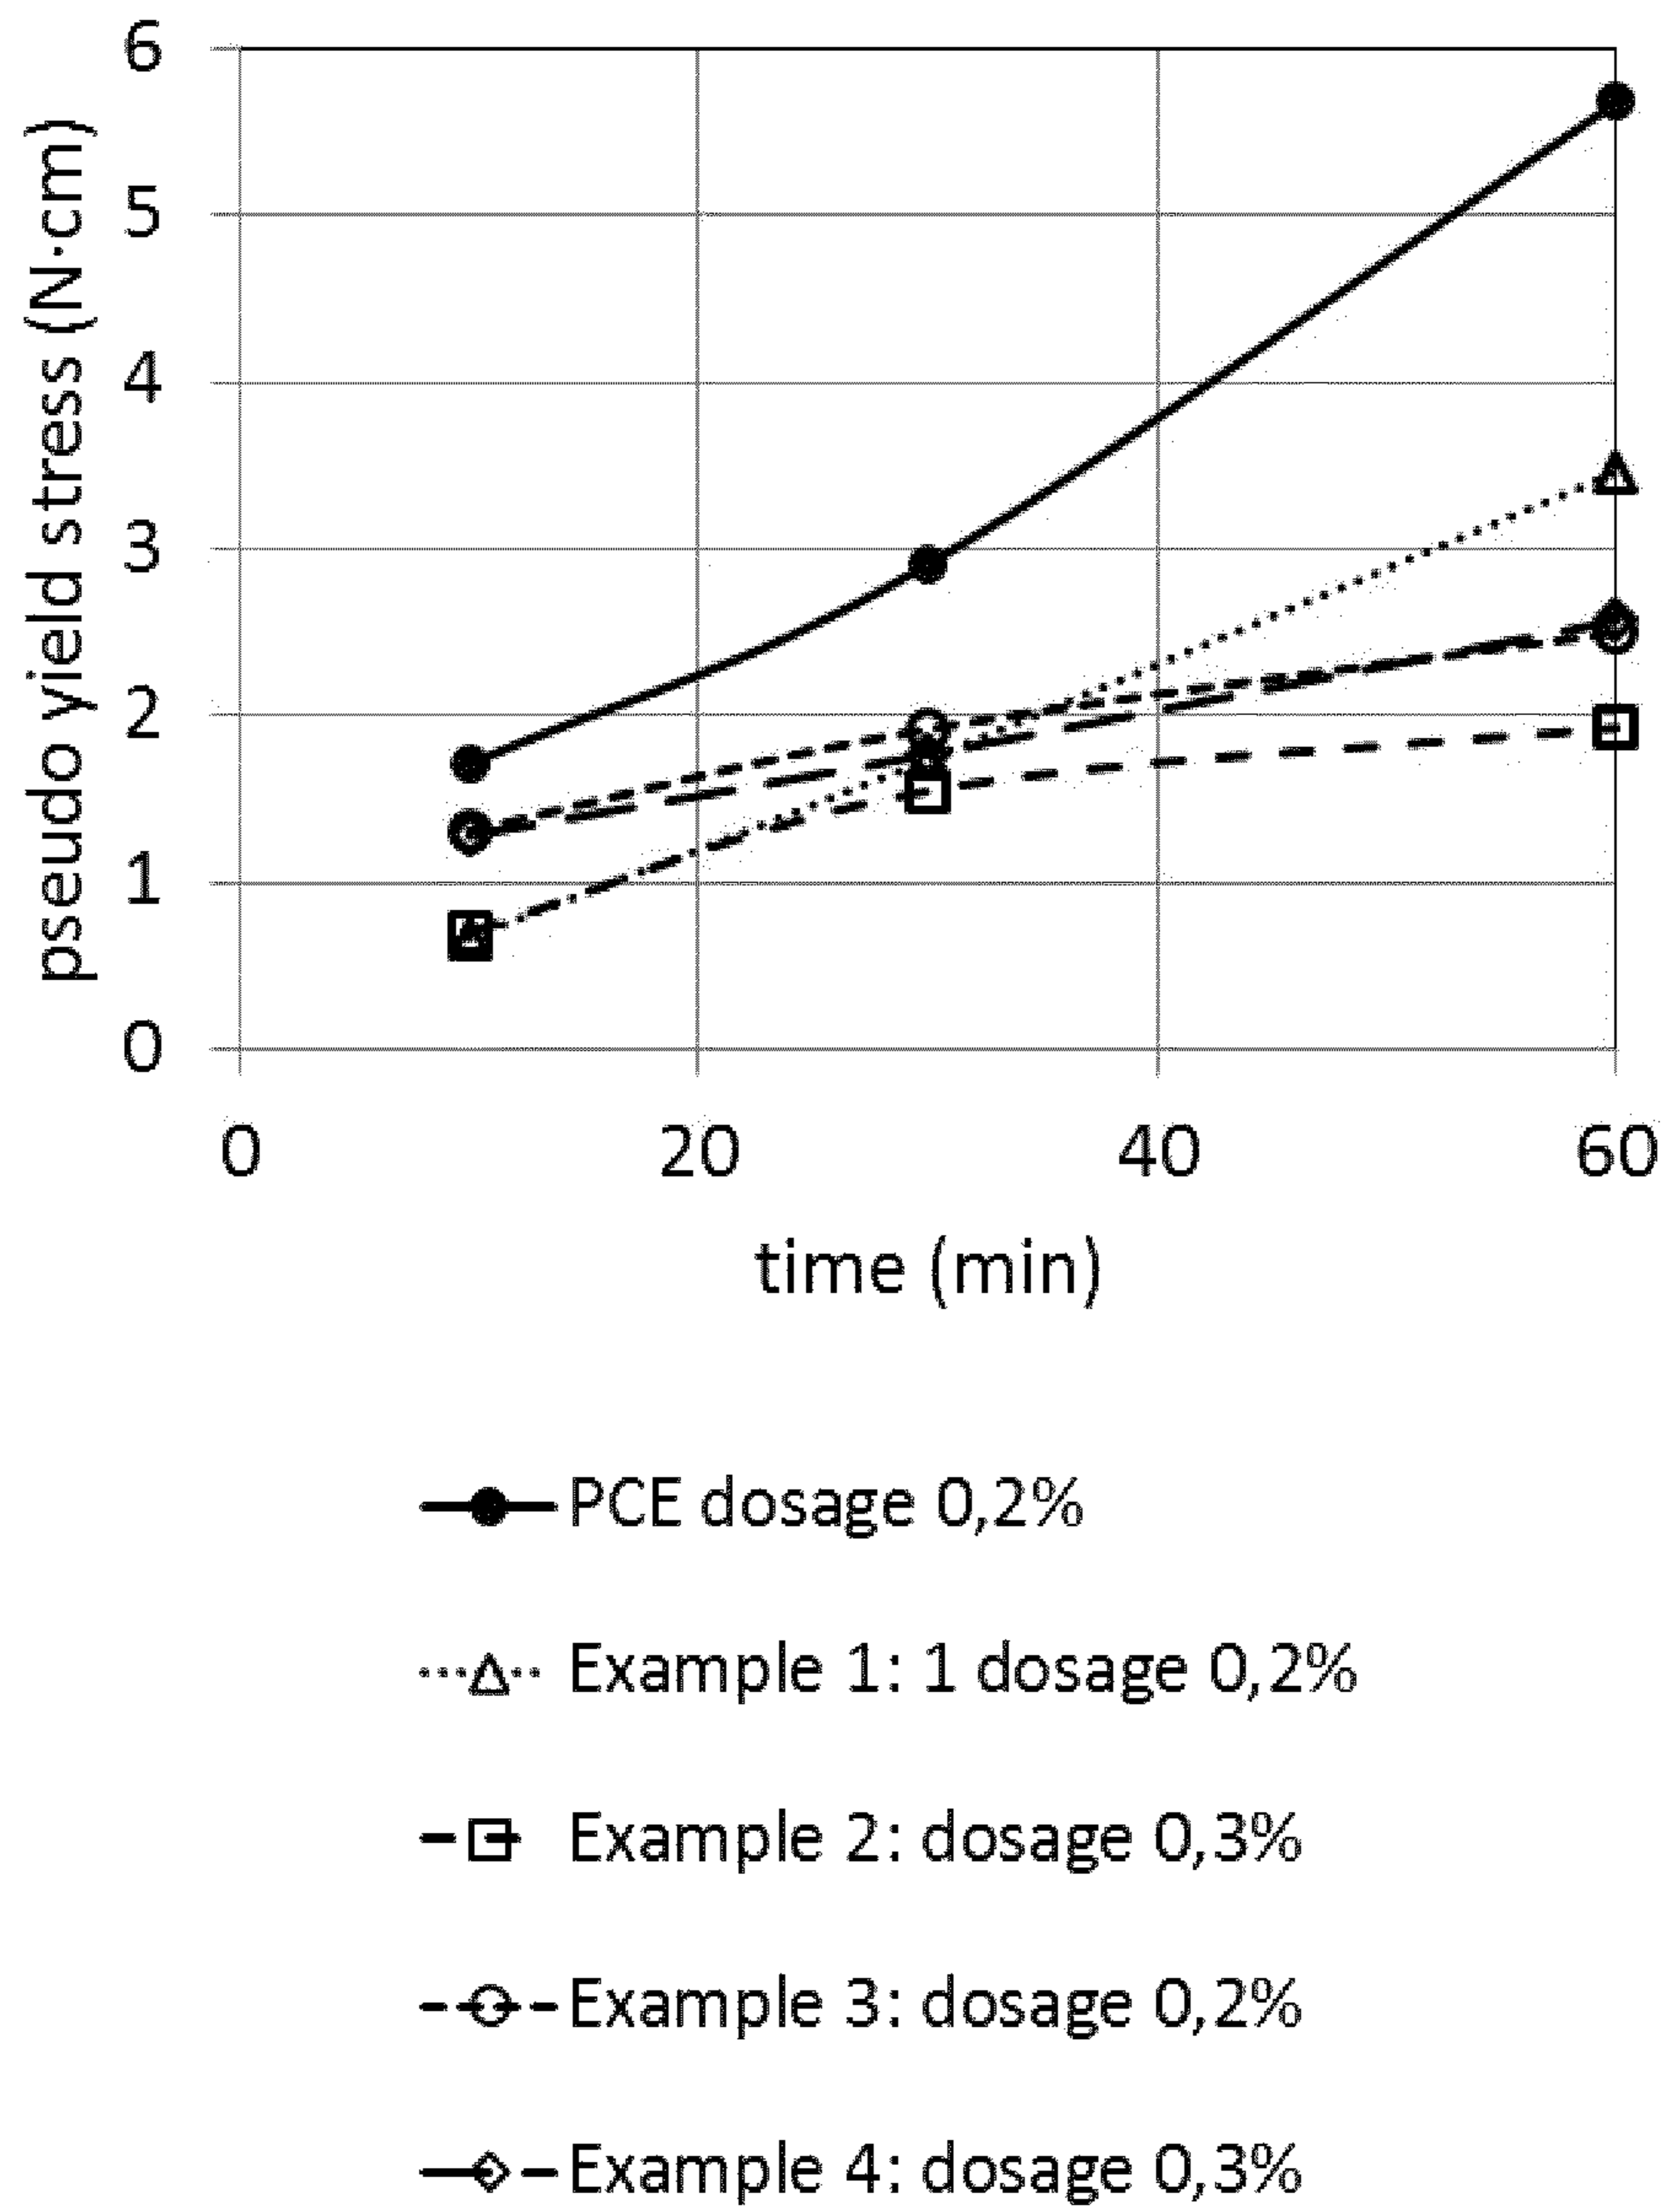 6
5
4
3
2
1
0
pseudo yield stress (N·cm)
0 20 40 60
time (min)
PCE dosage 0,2%
Example 1: 1 dosage 0,2%
Example 2: dosage 0,3%
Example 3: dosage 0,2%
Example 4: dosage 0,3%